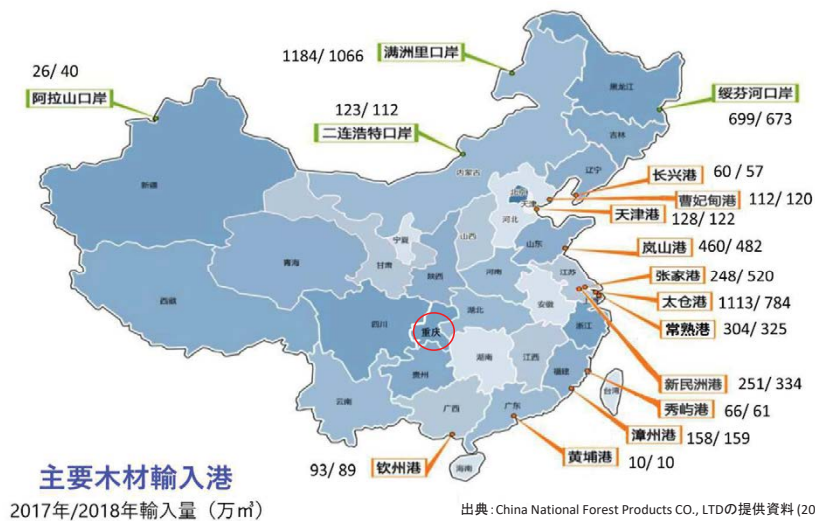 1184/ 1066
满洲里口岸
26/ 40
阿拉山口岸
123/ 112
二连浩特口岸
绥芬河口岸
699/ 673
黑龙江
吉林
辽宁
内蒙古
新疆
北京
天津
河北
山西
宁夏
甘肃
青海
陕西
山东
河南
江苏
西藏
四川
重庆
湖北
安徽
浙江
湖南
江西
贵州
福建
云南
广西
广东
台湾
海南
长兴港
60 / 57
曹妃甸港
112/ 120
天津港
128/ 122
岚山港
460/ 482
张家港
248/ 520
太仓港
1113/ 784
常熟港
304/ 325
新民洲港
251/ 334
秀屿港
66/ 61
漳州港
158/ 159
黄埔港
10/ 10
93/ 89
钦州港
主要木材輸入港
2017年/2018年輸入量（万㎥）
出典：China National Forest Products CO., LTDの提供資料 (20